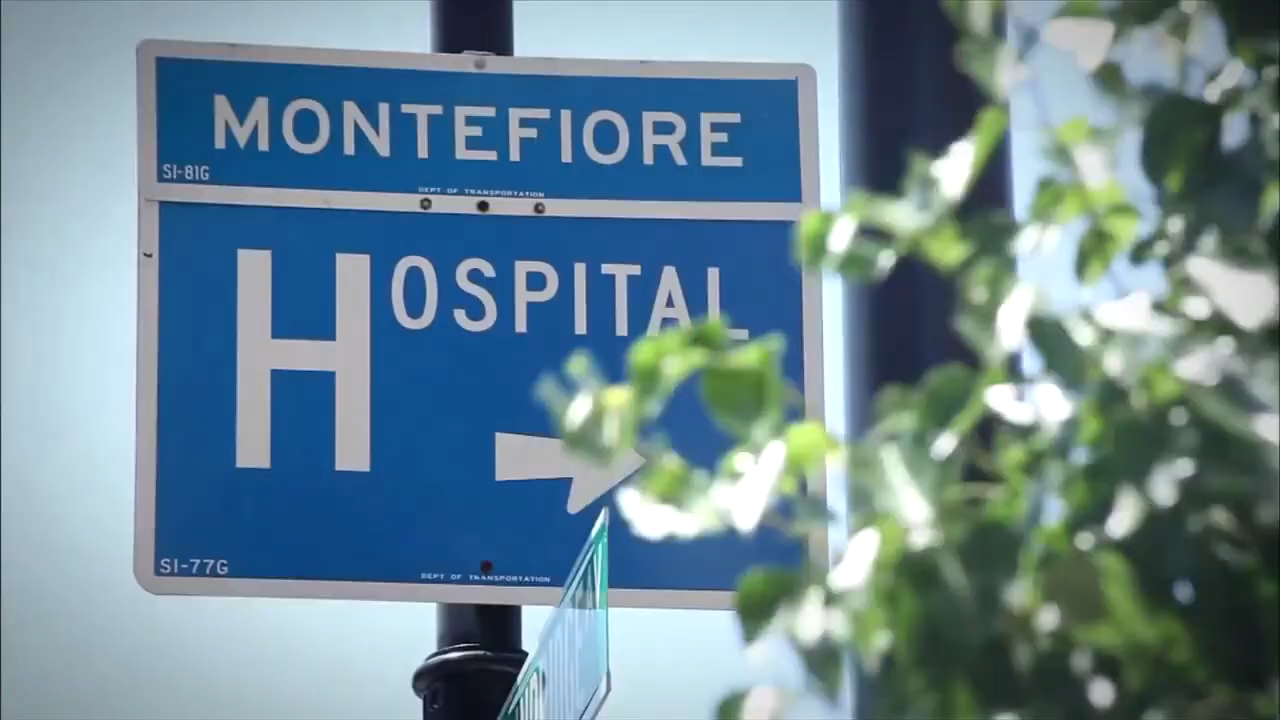 MONTEFIORE
SI-81G
DEPT OF TRANSPORTATION
HOSPITAL
SI-77G
DEPT OF TRANSPORTATION